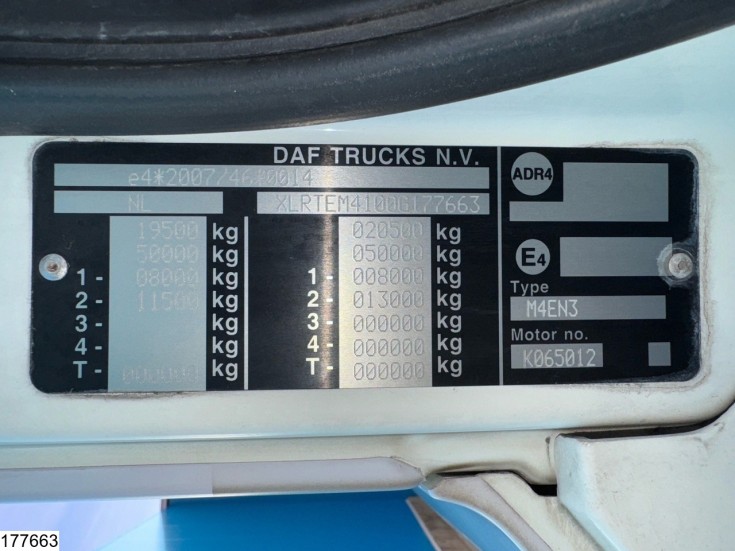 DAF TRUCKS N.V.
e4*2007/46*0014
NL XLRTEM4100G177663
19500 kg 020500 kg
50000 kg 050000 kg
1 - 08000 kg 1 - 008000 kg
2 - 11500 kg 2 - 013000 kg
3 - kg 3 - 000000 kg
4 - kg 4 - 000000 kg
T - 000000 kg T - 000000 kg
ADR4
E4
Type
M4EN3
Motor no.
K065012
177663